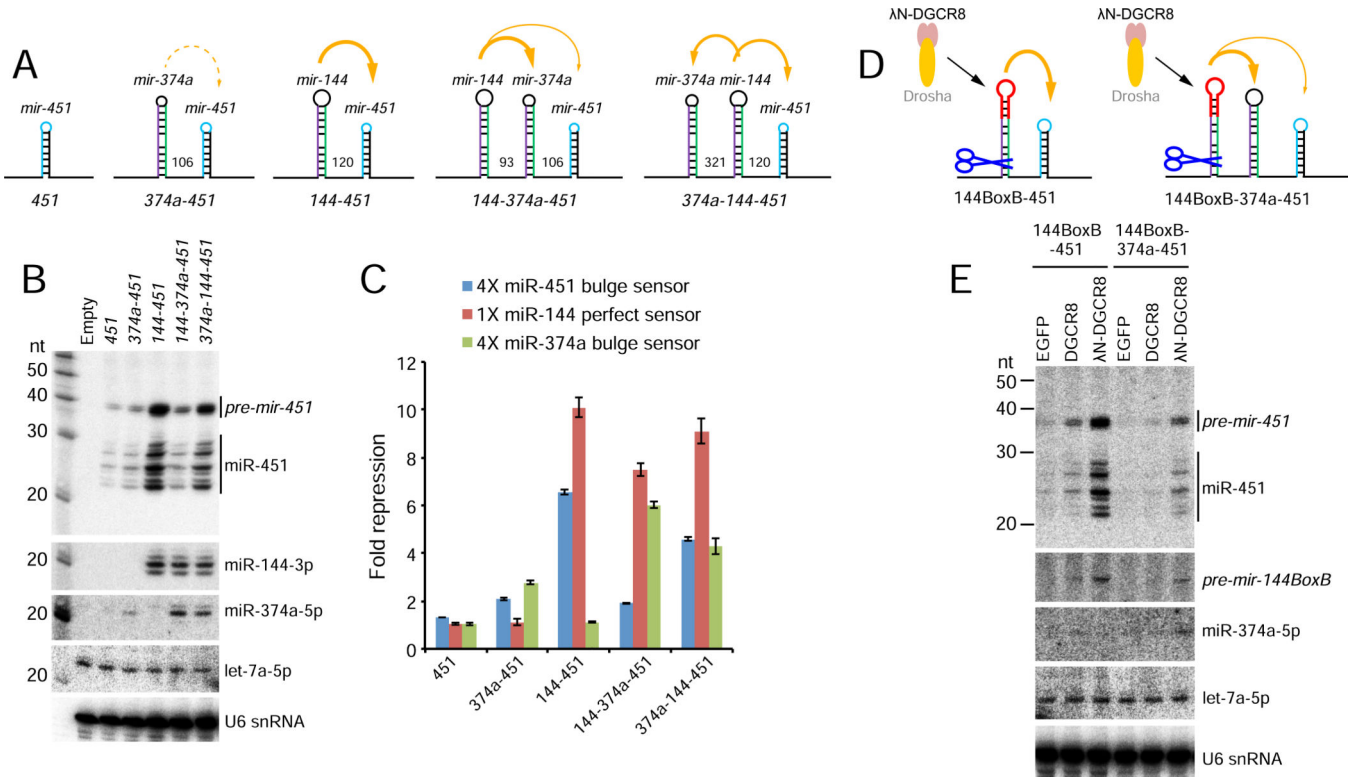 A
mir-451
451
mir-374a
mir-451
106
374a-451
mir-144
mir-451
120
144-451
mir-144
mir-374a
mir-451
93
106
144-374a-451
mir-374a
mir-144
mir-451
321
120
374a-144-451
B
Empty
451
374a-451
144-451
144-374a-451
374a-144-451
nt
50
40
30
20
pre-mir-451
miR-451
20
miR-144-3p
20
miR-374a-5p
20
let-7a-5p
U6 snRNA
C
4X miR-451 bulge sensor
1X miR-144 perfect sensor
4X miR-374a bulge sensor
Fold repression
12
10
8
6
4
2
0
451
374a-451
144-451
144-374a-451
374a-144-451
D
λN-DGCR8
Drosha
144BoxB-451
λN-DGCR8
Drosha
144BoxB-374a-451
E
144BoxB
-451
144BoxB-
374a-451
EGFP
DGCR8
λN-DGCR8
EGFP
DGCR8
λN-DGCR8
nt
50
40
30
20
pre-mir-451
miR-451
pre-mir-144BoxB
miR-374a-5p
let-7a-5p
U6 snRNA